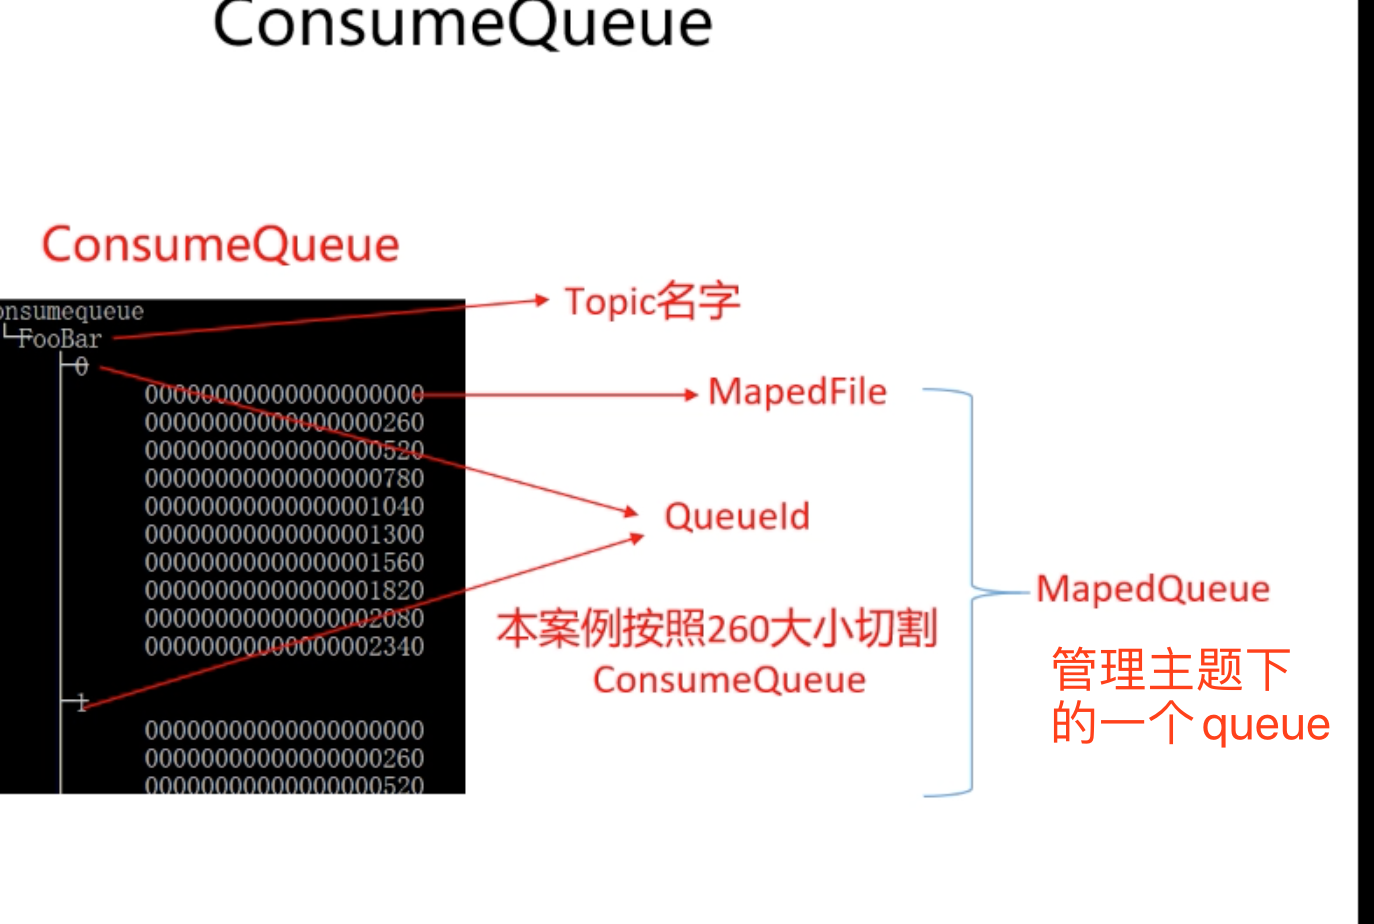 ConsumeQueue
ConsumeQueue
onsumequeue
FooBar
0
00000000000000000000
00000000000000000260
00000000000000000520
00000000000000000780
00000000000000001040
00000000000000001300
00000000000000001560
00000000000000001820
00000000000000002080
00000000000000002340
1
00000000000000000000
00000000000000000260
00000000000000000520
Topic名字
MapedFile
QueueId
本案例按照260大小切割
ConsumeQueue
MapedQueue
管理主题下
的一个queue